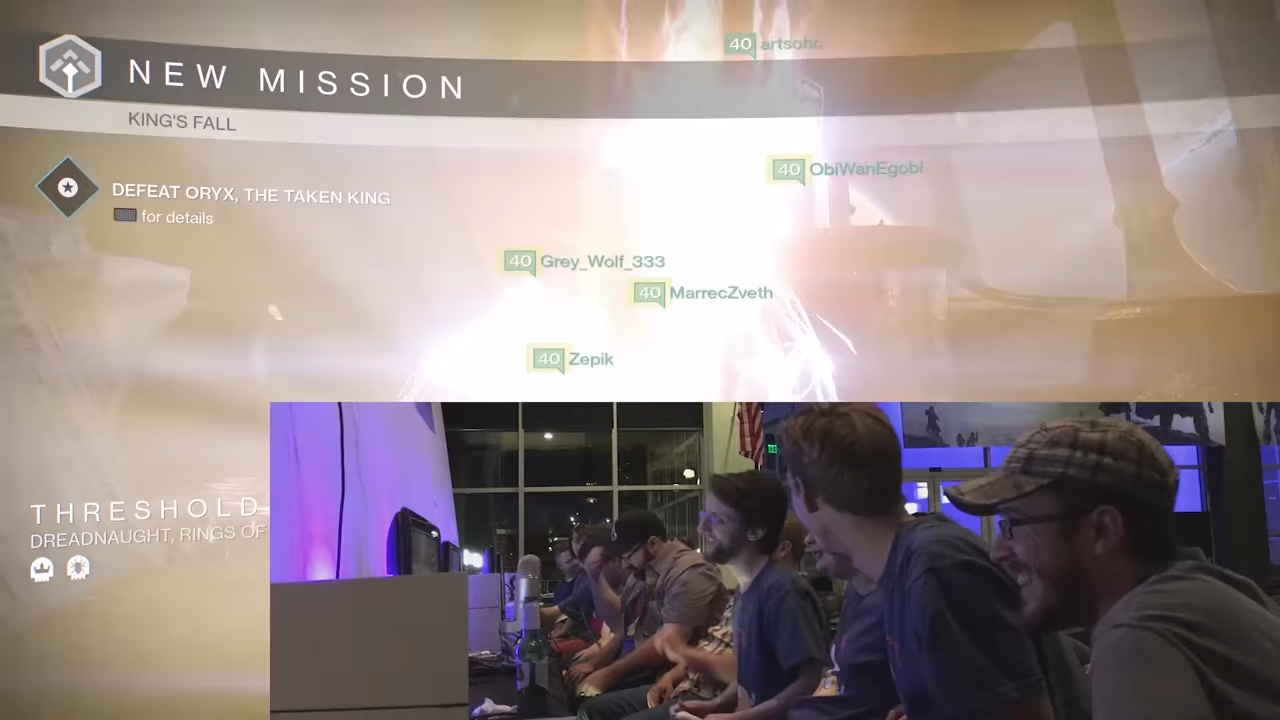 40 artsohc
NEW MISSION
KING'S FALL
40 ObiWanEgobi
DEFEAT ORYX, THE TAKEN KING
for details
40 Grey_Wolf_333
40 MarrecZveth
40 Zepik
THRESHOLD
DREADNAUGHT, RINGS OF